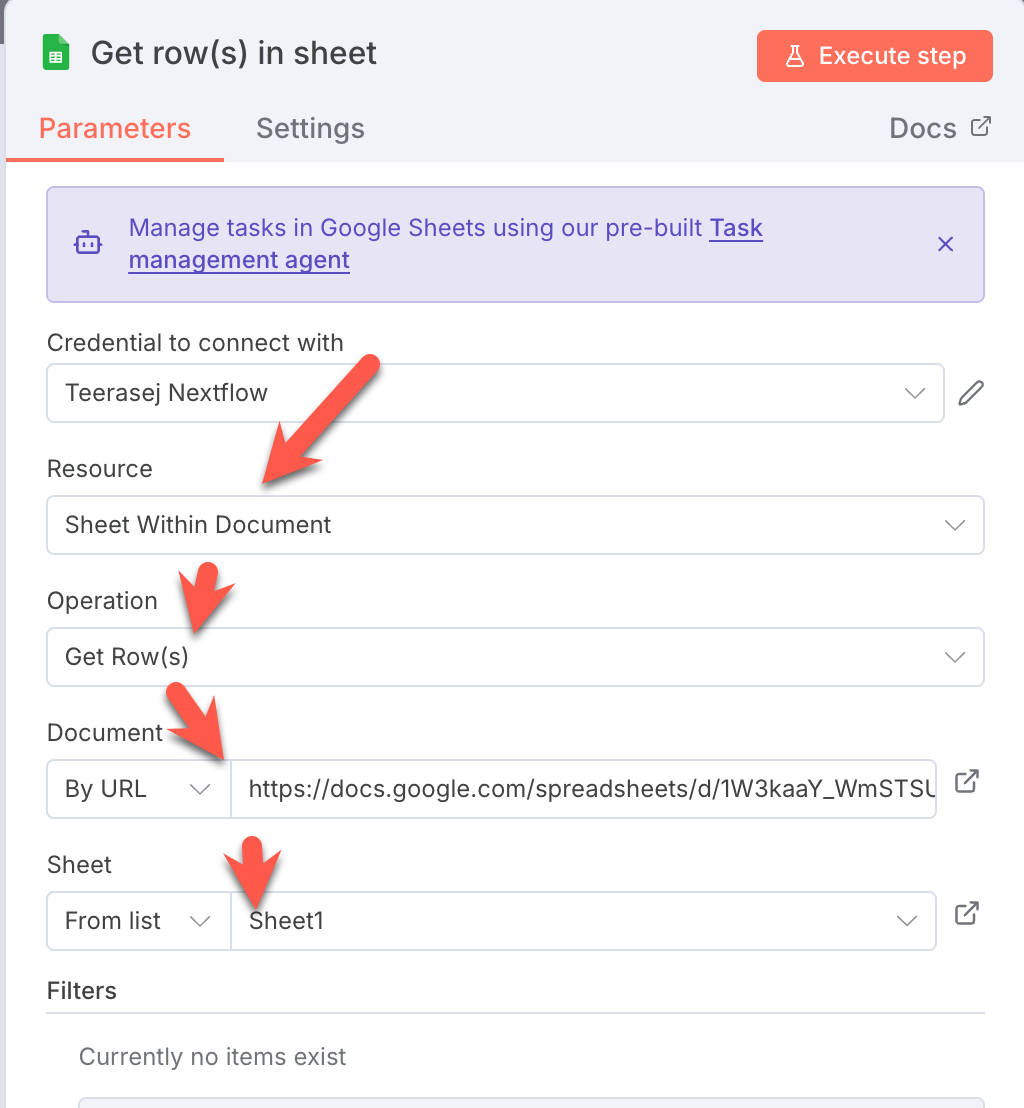 Get row(s) in sheet
Execute step
Parameters
Settings
Docs
Manage tasks in Google Sheets using our pre-built Task
management agent
Credential to connect with
Teerasej Nextflow
Resource
Sheet Within Document
Operation
Get Row(s)
Document
By URL
https://docs.google.com/spreadsheets/d/1W3kaaY_WmSTSU
Sheet
From list
Sheet1
Filters
Currently no items exist